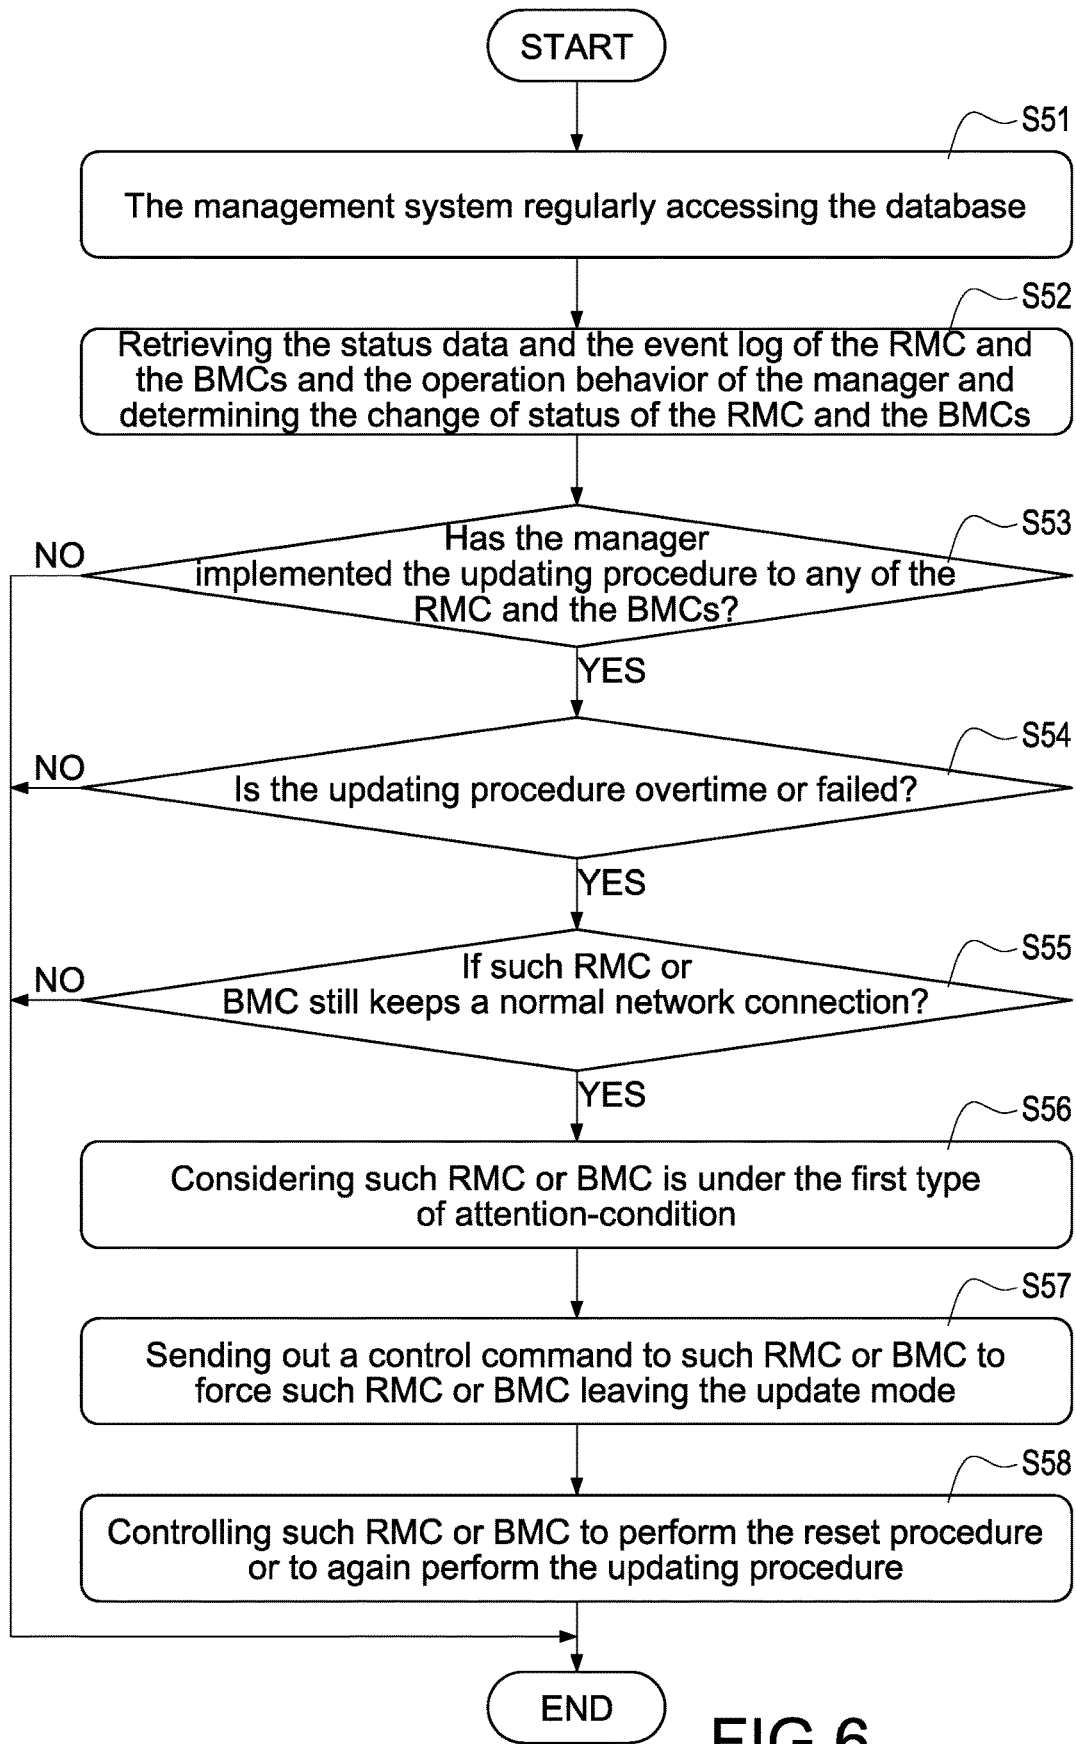 START
S51
The management system regularly accessing the database
S52
Retrieving the status data and the event log of the RMC and
the BMCs and the operation behavior of the manager and
determining the change of status of the RMC and the BMCs
S53
NO
Has the manager
implemented the updating procedure to any of the
RMC and the BMCs?
YES
S54
NO
Is the updating procedure overtime or failed?
YES
S55
NO
If such RMC or
BMC still keeps a normal network connection?
YES
S56
Considering such RMC or BMC is under the first type
of attention-condition
S57
Sending out a control command to such RMC or BMC to
force such RMC or BMC leaving the update mode
S58
Controlling such RMC or BMC to perform the reset procedure
or to again perform the updating procedure
END
FIG.6